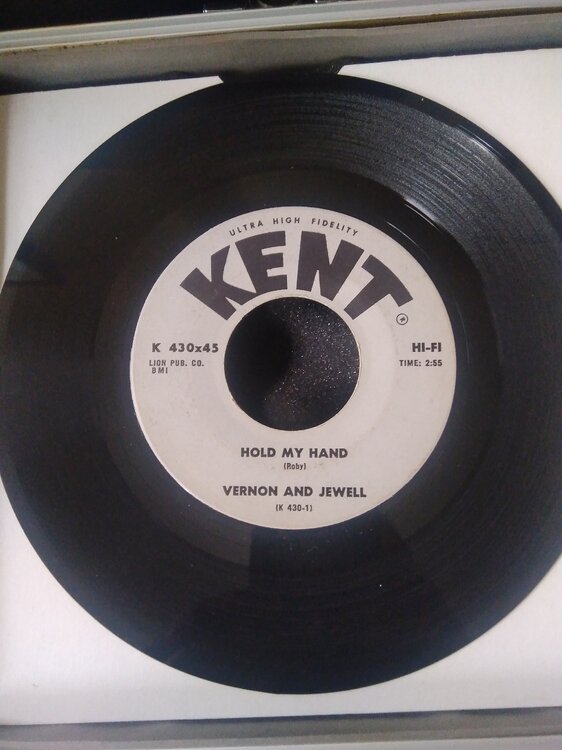 ULTRA HIGH FIDELITY
KENT
®
K 430x45
HI-FI
LION PUB. CO.
BMI
TIME: 2:55
HOLD MY HAND
(Roby)
VERNON AND JEWELL
(K 430-1)